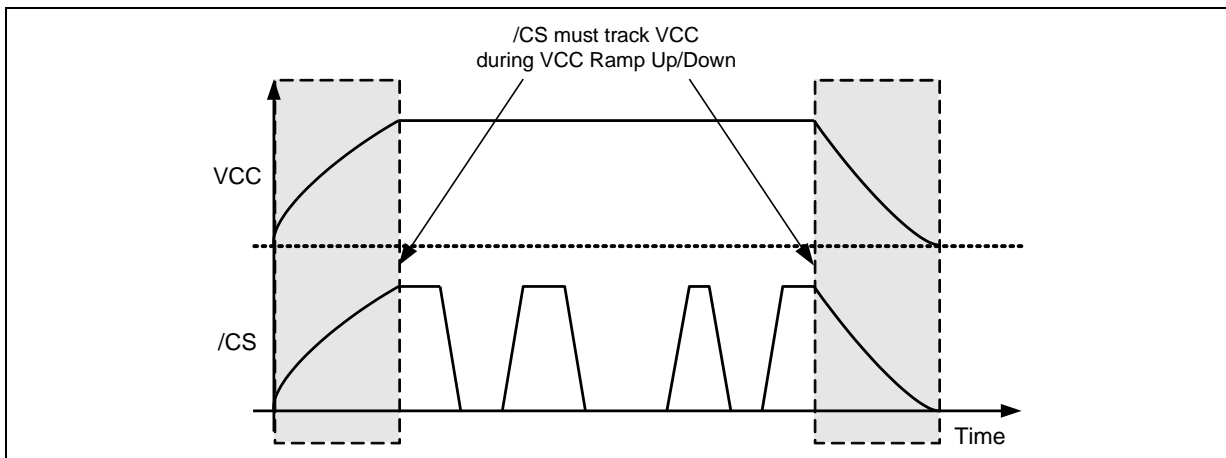 /CS must track VCC
during VCC Ramp Up/Down
VCC
/CS
Time